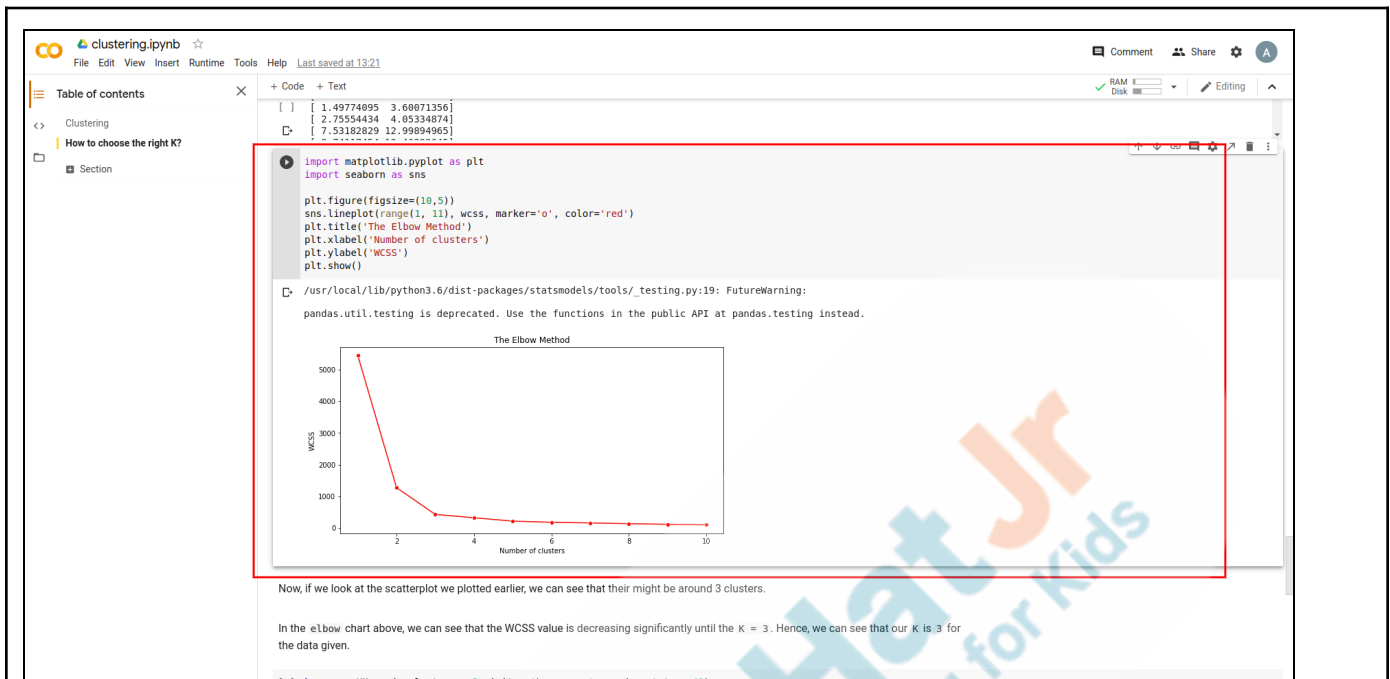 clustering.ipynb
File Edit View Insert Runtime Tools Help Last saved at 13:21
Comment Share A
Table of contents
Clustering
How to choose the right K?
Section
+ Code + Text
RAM
Disk
Editing
[ ] [ 1.49774095 3.60071356]
[ 2.75554434 4.05334874]
[ 7.53182829 12.99894965]
import matplotlib.pyplot as plt
import seaborn as sns
plt.figure(figsize=(10,5))
sns.lineplot(range(1, 11), wcss, marker='o', color='red')
plt.title('The Elbow Method')
plt.xlabel('Number of clusters')
plt.ylabel('WCSS')
plt.show()
/usr/local/lib/python3.6/dist-packages/statsmodels/tools/_testing.py:19: FutureWarning:
pandas.util.testing is deprecated. Use the functions in the public API at pandas.testing instead.
The Elbow Method
5000
4000
3000
2000
1000
0
WCSS
2 4 6 8 10
Number of clusters
Now, if we look at the scatterplot we plotted earlier, we can see that their might be around 3 clusters.
In the elbow chart above, we can see that the WCSS value is decreasing significantly until the K = 3. Hence, we can see that our K is 3 for
the data given.
Hat Jr
for Kids